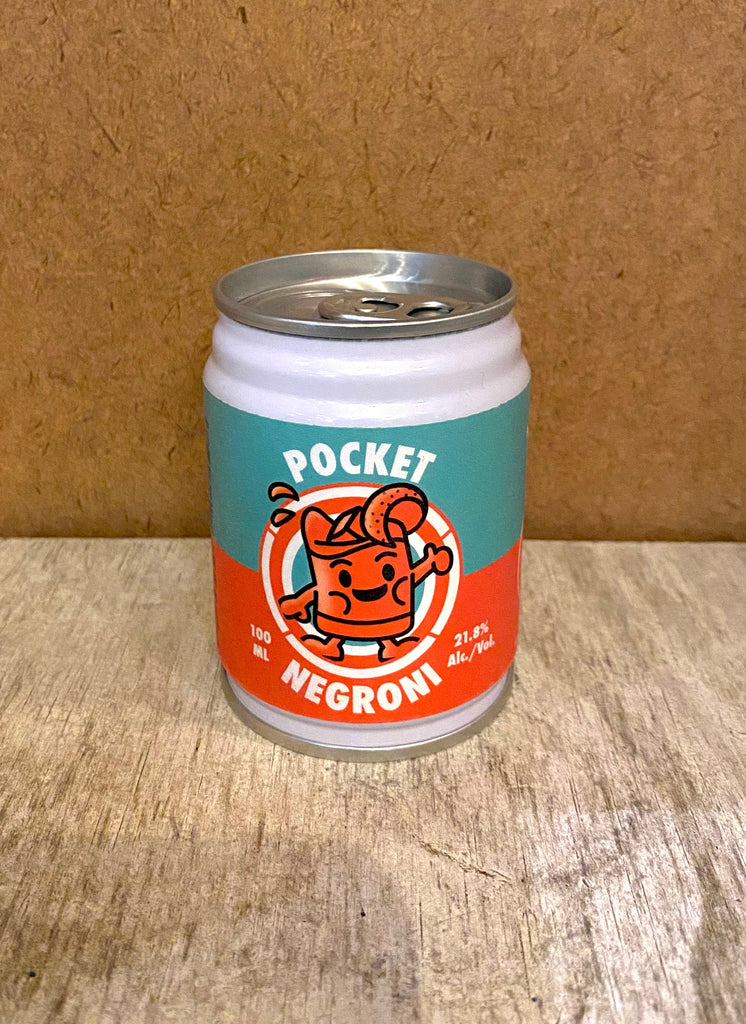 POCKET
100
ML
21.8%
Alc./Vol.
NEGRONI